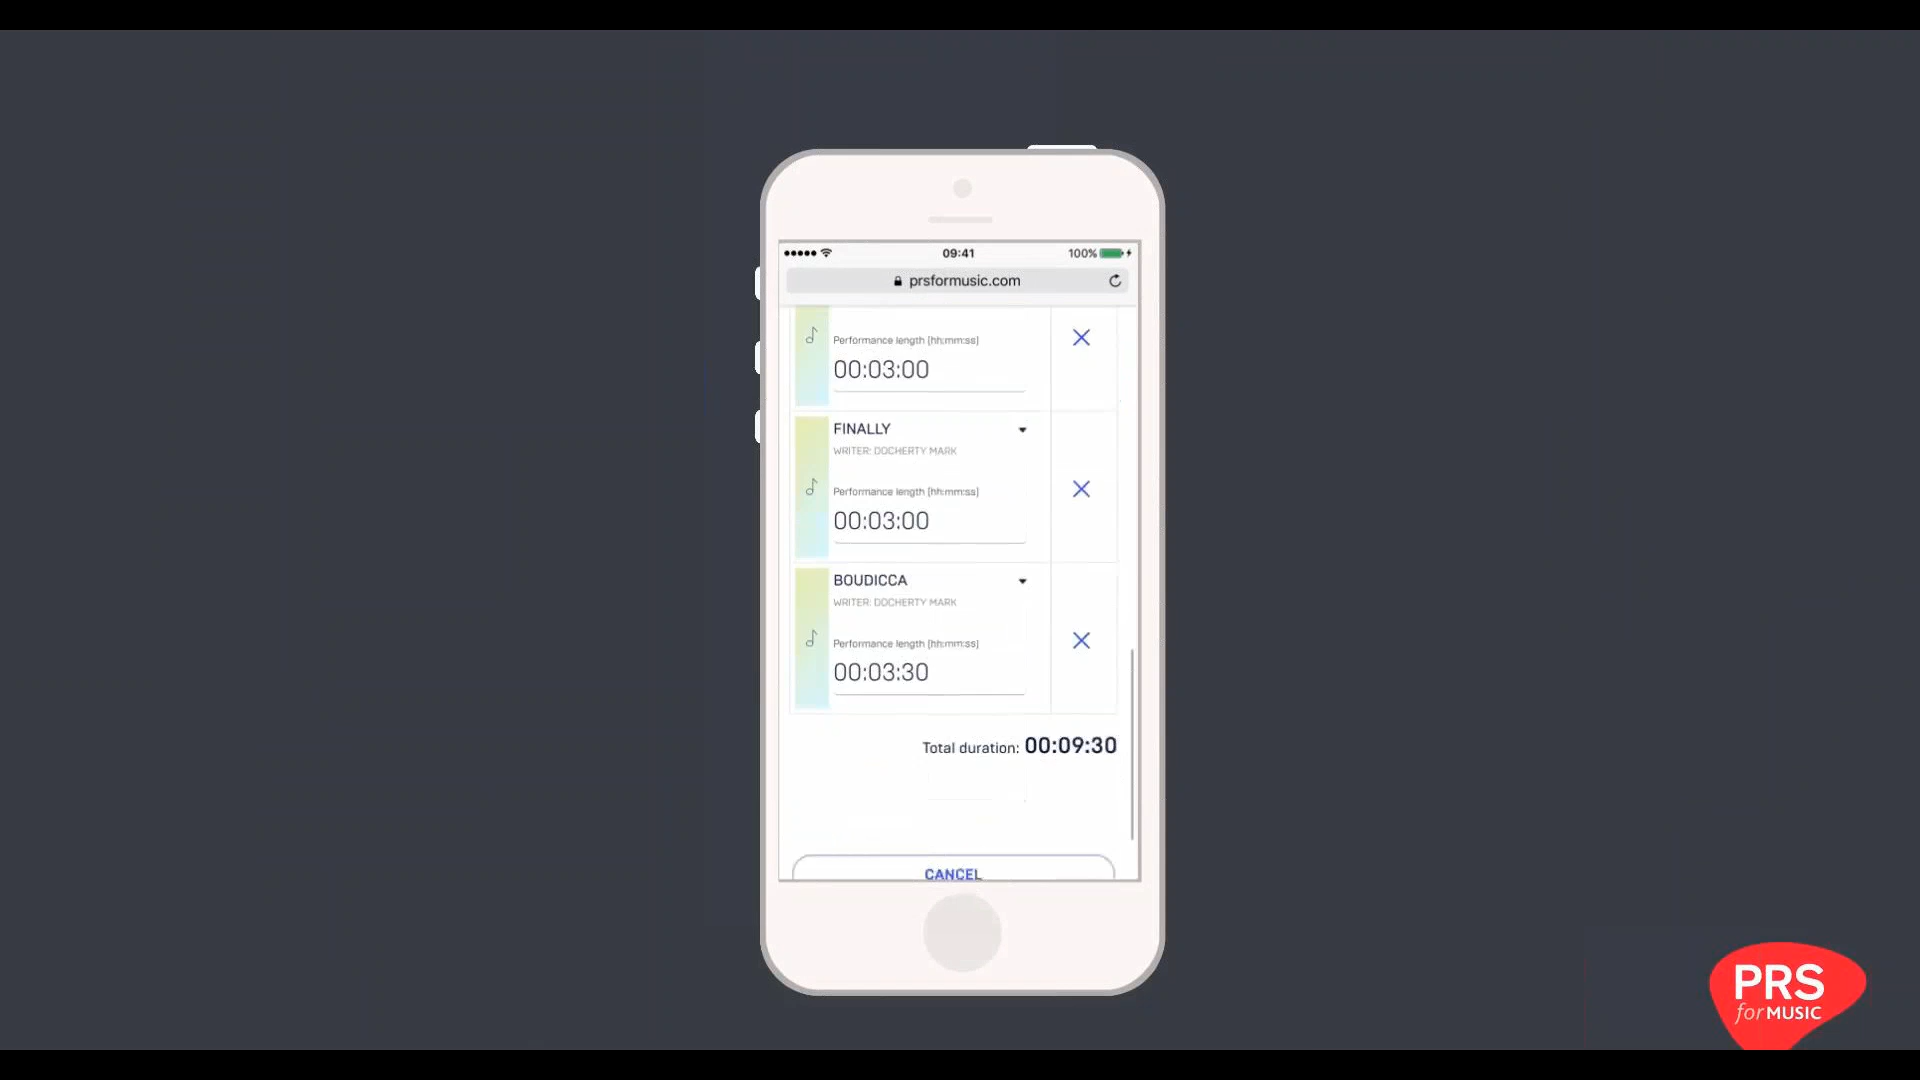 09:41
100%
prsformusic.com
Performance length (hh:mm:ss)
00:03:00
FINALLY
WRITER: DOCHERTY MARK
Performance length (hh:mm:ss)
00:03:00
BOUDICCA
WRITER: DOCHERTY MARK
Performance length (hh:mm:ss)
00:03:30
Total duration: 00:09:30
CANCEL
PRS
for MUSIC